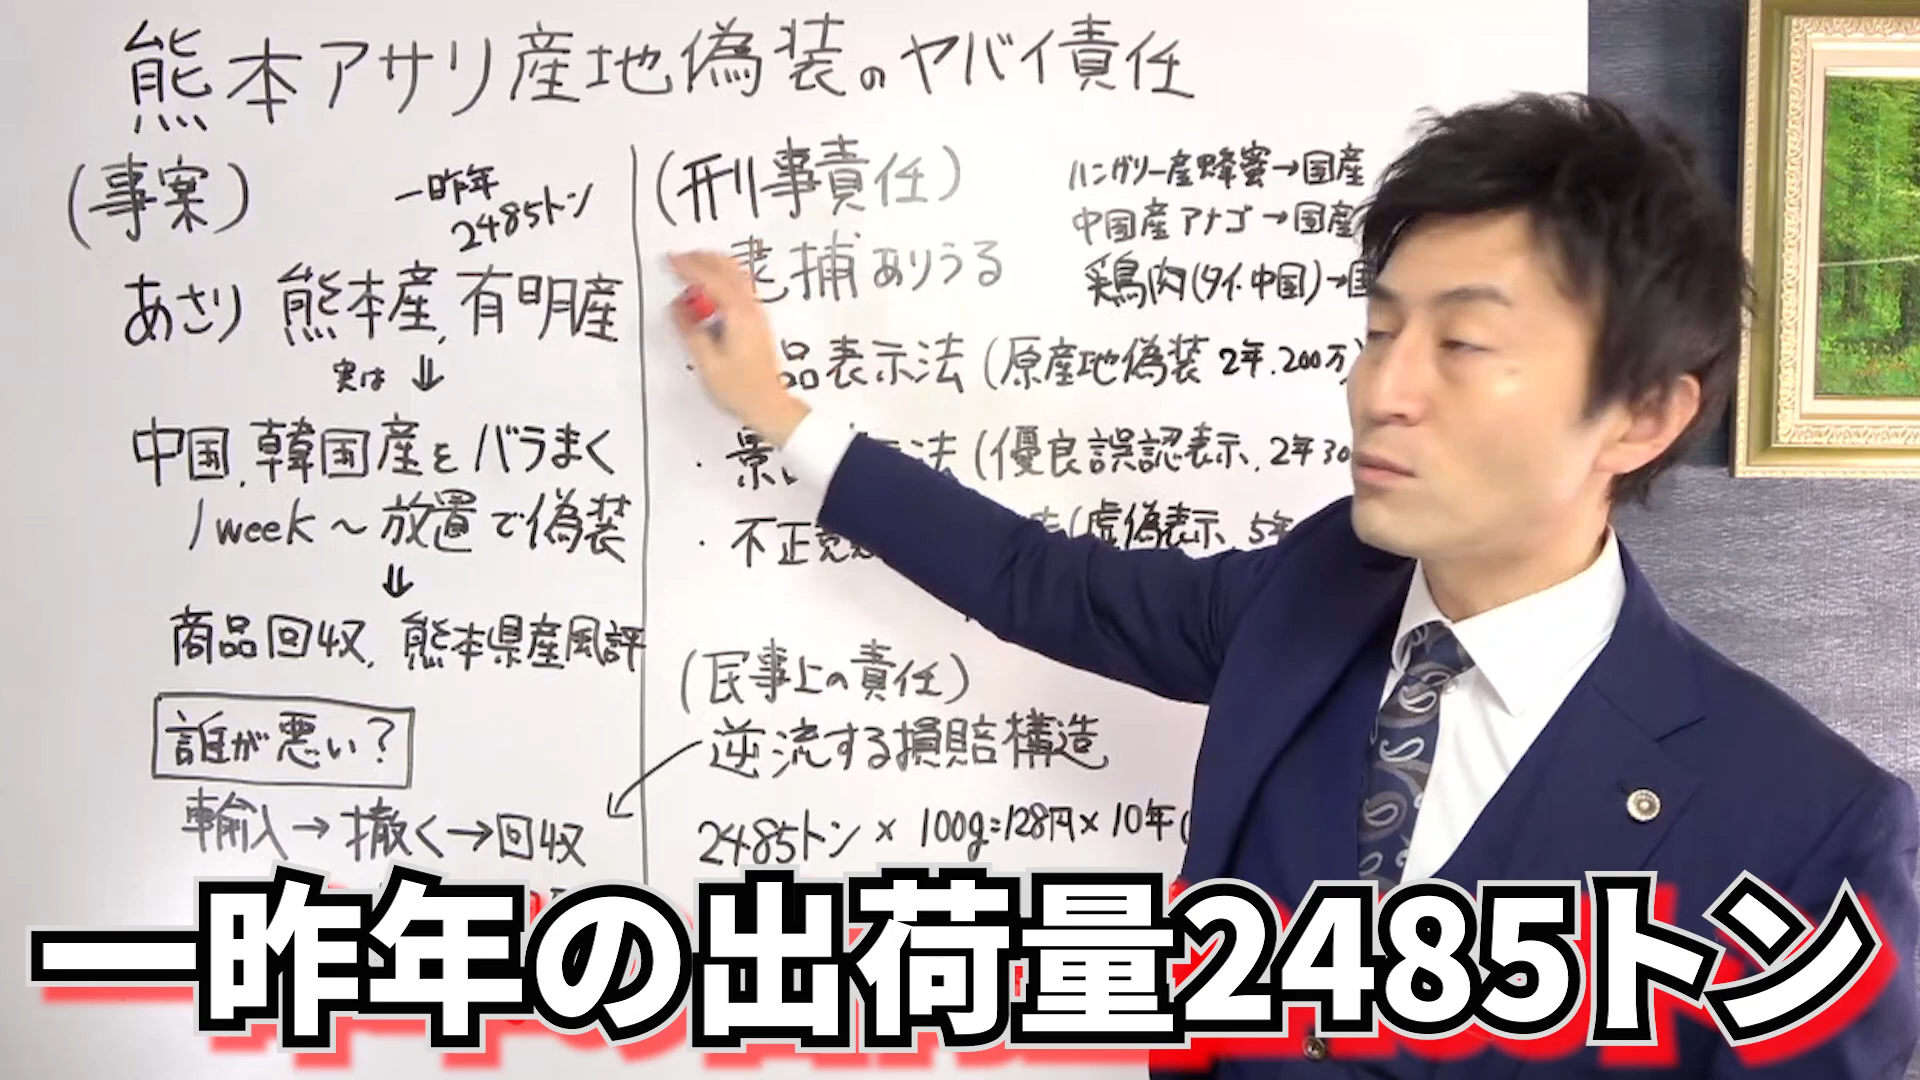 熊本アサリ産地偽装のヤバイ責任
(事案)
一昨年
2485トン
あさり 熊本産,有明産
実は ↓
中国,韓国産をバラまく
1week～放置で偽装
↓
商品回収,熊本県産風評
誰が悪い?
輸入→撤く→回収
(刑事責任)
逮捕ありうる
ハングリー産蜂蜜→国産
中国産アナゴ→国産
鶏肉(タイ・中国)→国
・ 品表示法(原産地偽装 2年.200万)
・景 法(優良誤認表示.2年30
・不正競 (虚偽表示.5年
(民事上の責任)
逆流する損賠構造
2485トン×100g=128円×10年(
一昨年の出荷量2485トン